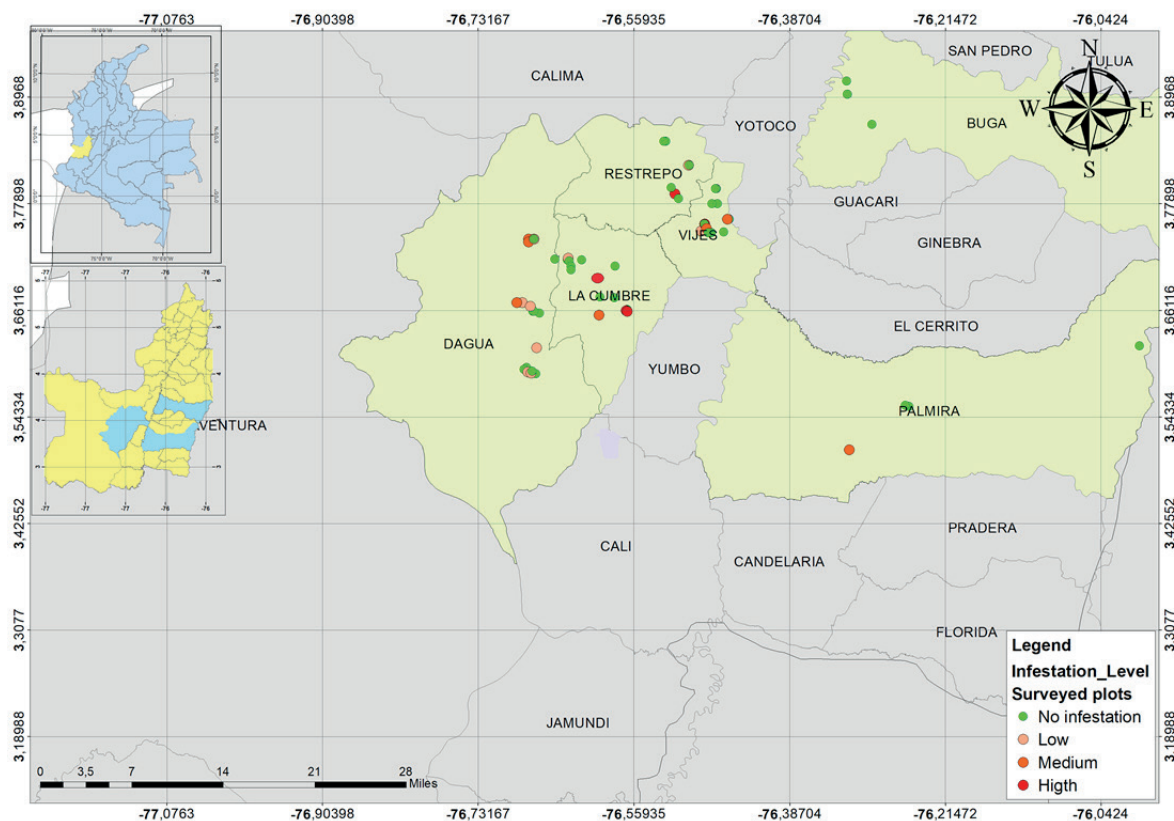 -77,0763 -76,90398 -76,73167 -76,55935 -76,38704 -76,21472 -76,0424
SAN PEDRO
N
TULUA
CALIMA
3,8968
3,8968
W
E
YOTOCO
BUGA
S
RESTREPO
3,77898
GUACARI
3,77898
VIJES
GINEBRA
LA CUMBRE
3,66116
EL CERRITO
3,66116
DAGUA
YUMBO
PALMIRA
3,54334
VENTURA
3,54334
3,42552
PRADERA
3,42552
CALI
CANDELARIA
3,3077
FLORIDA
3,3077
Legend
Infestation_Level
Surveyed plots
No infestation
Low
Medium
Higth
JAMUNDI
3,18988
3,18988
0 3,5 7 14 21 28
Miles
-77,0763 -76,90398 -76,73167 -76,55935 -76,38704 -76,21472 -76,0424